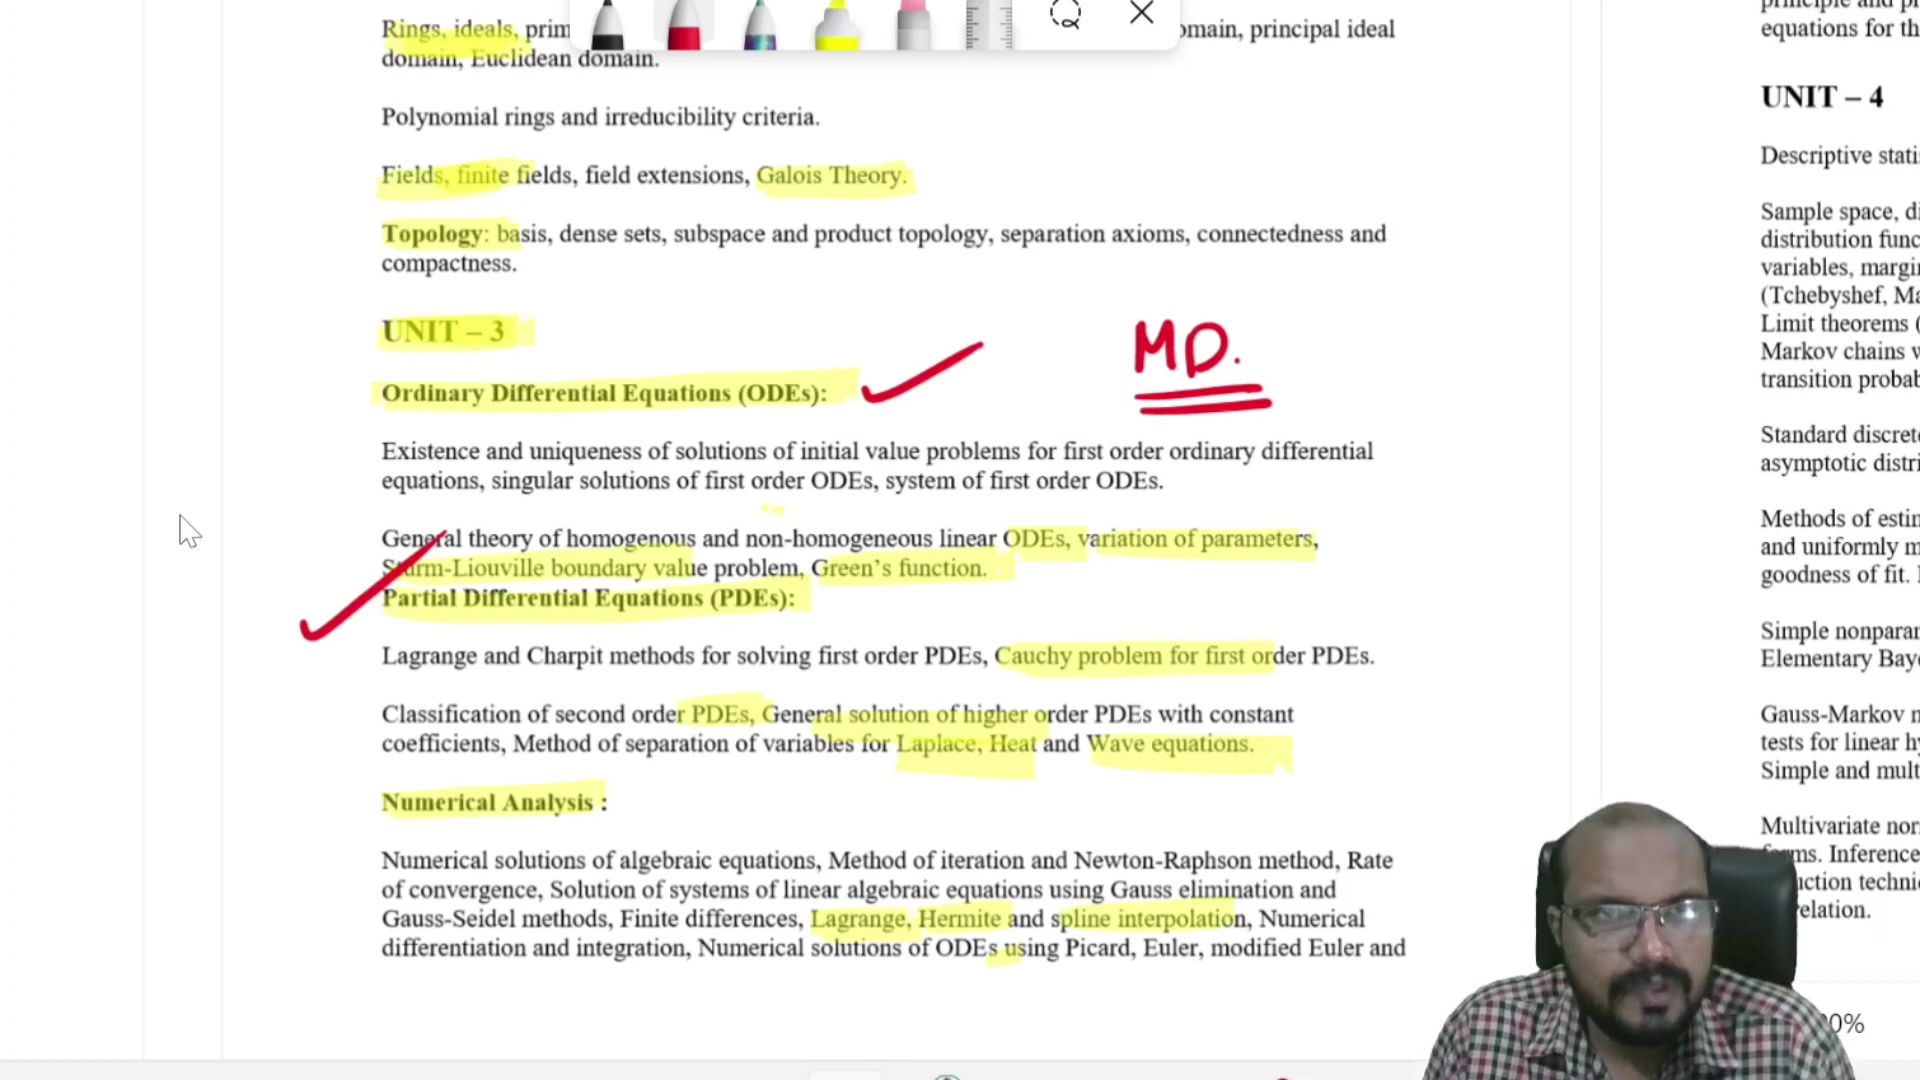 Rings, ideals, prim
omain, principal ideal
domain, Euclidean domain.
Polynomial rings and irreducibility criteria.
Fields, finite fields, field extensions, Galois Theory.
Topology: basis, dense sets, subspace and product topology, separation axioms, connectedness and
compactness.
UNIT – 3
MD.
Ordinary Differential Equations (ODEs):
Existence and uniqueness of solutions of initial value problems for first order ordinary differential
equations, singular solutions of first order ODEs, system of first order ODEs.
General theory of homogenous and non-homogeneous linear ODEs, variation of parameters,
Sturm-Liouville boundary value problem, Green's function.
Partial Differential Equations (PDEs):
Lagrange and Charpit methods for solving first order PDEs, Cauchy problem for first order PDEs.
Classification of second order PDEs, General solution of higher order PDEs with constant
coefficients, Method of separation of variables for Laplace, Heat and Wave equations.
Numerical Analysis :
Numerical solutions of algebraic equations, Method of iteration and Newton-Raphson method, Rate
of convergence, Solution of systems of linear algebraic equations using Gauss elimination and
Gauss-Seidel methods, Finite differences, Lagrange, Hermite and spline interpolation, Numerical
differentiation and integration, Numerical solutions of ODEs using Picard, Euler, modified Euler and
equations for th
UNIT – 4
Descriptive stati
Sample space, di
distribution func
variables, margin
(Tchebyshef, Ma
Limit theorems (
Markov chains w
transition probab
Standard discret
asymptotic distri
Methods of estim
and uniformly m
goodness of fit.
Simple nonparan
Elementary Baye
Gauss-Markov m
tests for linear hy
Simple and mult
Multivariate nor
Inference
uction techni
relation.
0%